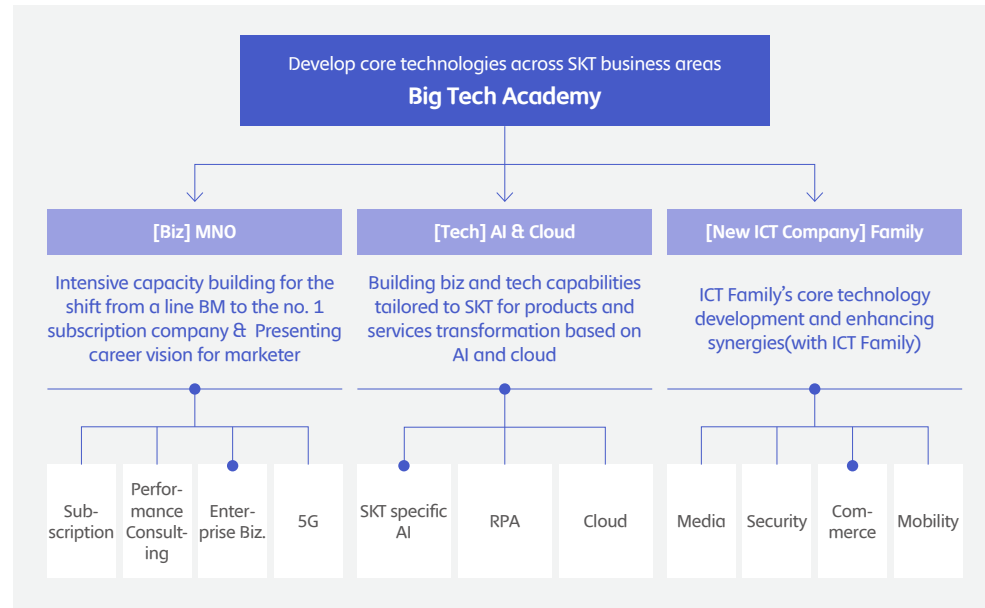 Develop core technologies across SKT business areas
Big Tech Academy
[Biz] MNO
Intensive capacity building for the
shift from a line BM to the no. 1
subscription company & Presenting
career vision for marketer
[Tech] AI & Cloud
Building biz and tech capabilities
tailored to SKT for products and
services transformation based on
AI and cloud
[New ICT Company] Family
ICT Family's core technology
development and enhancing
synergies(with ICT Family)
Sub-
scription
Perfor-
mance
Consult-
ing
Enter-
prise Biz.
5G
SKT specific
AI
RPA
Cloud
Media
Security
Com-
merce
Mobility